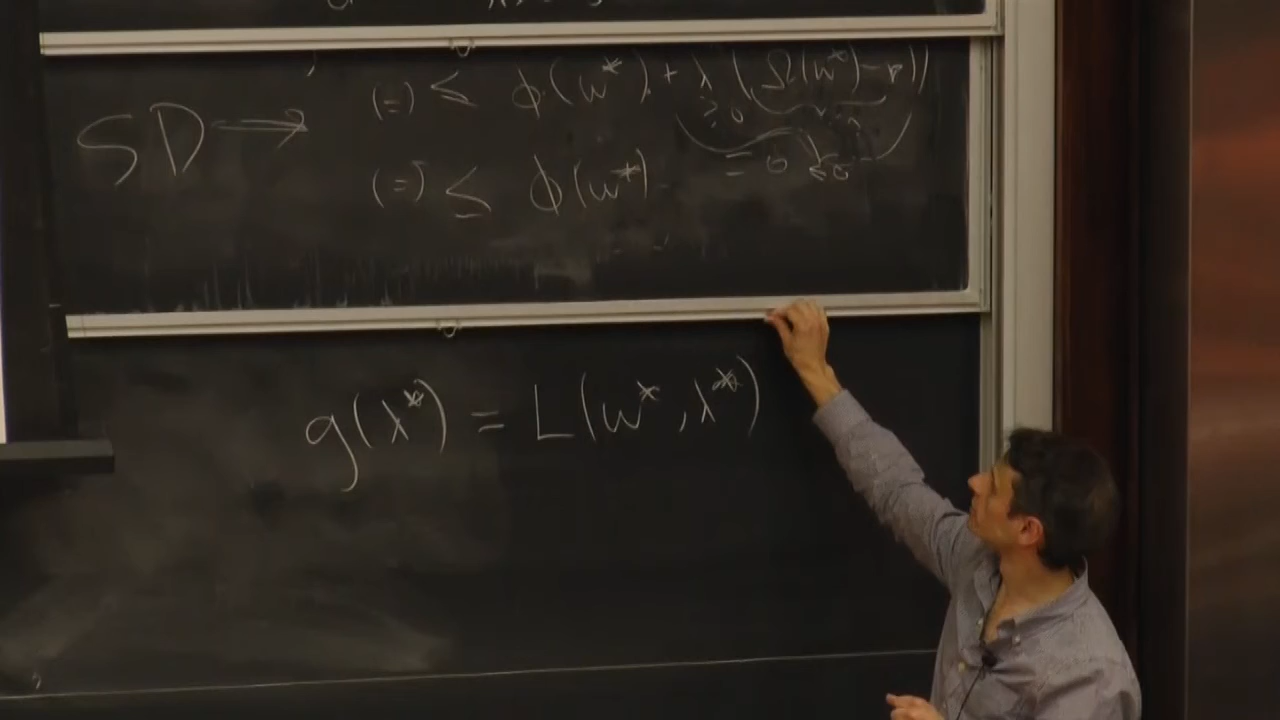 (=) ≤ ϕ(w*) + λ (Ω(w*) - r))
≥ 0
SD ⟹
= 0 ≤ 0
(=) ≤ ϕ(w*)
g(λ*) = L(w*, λ*)